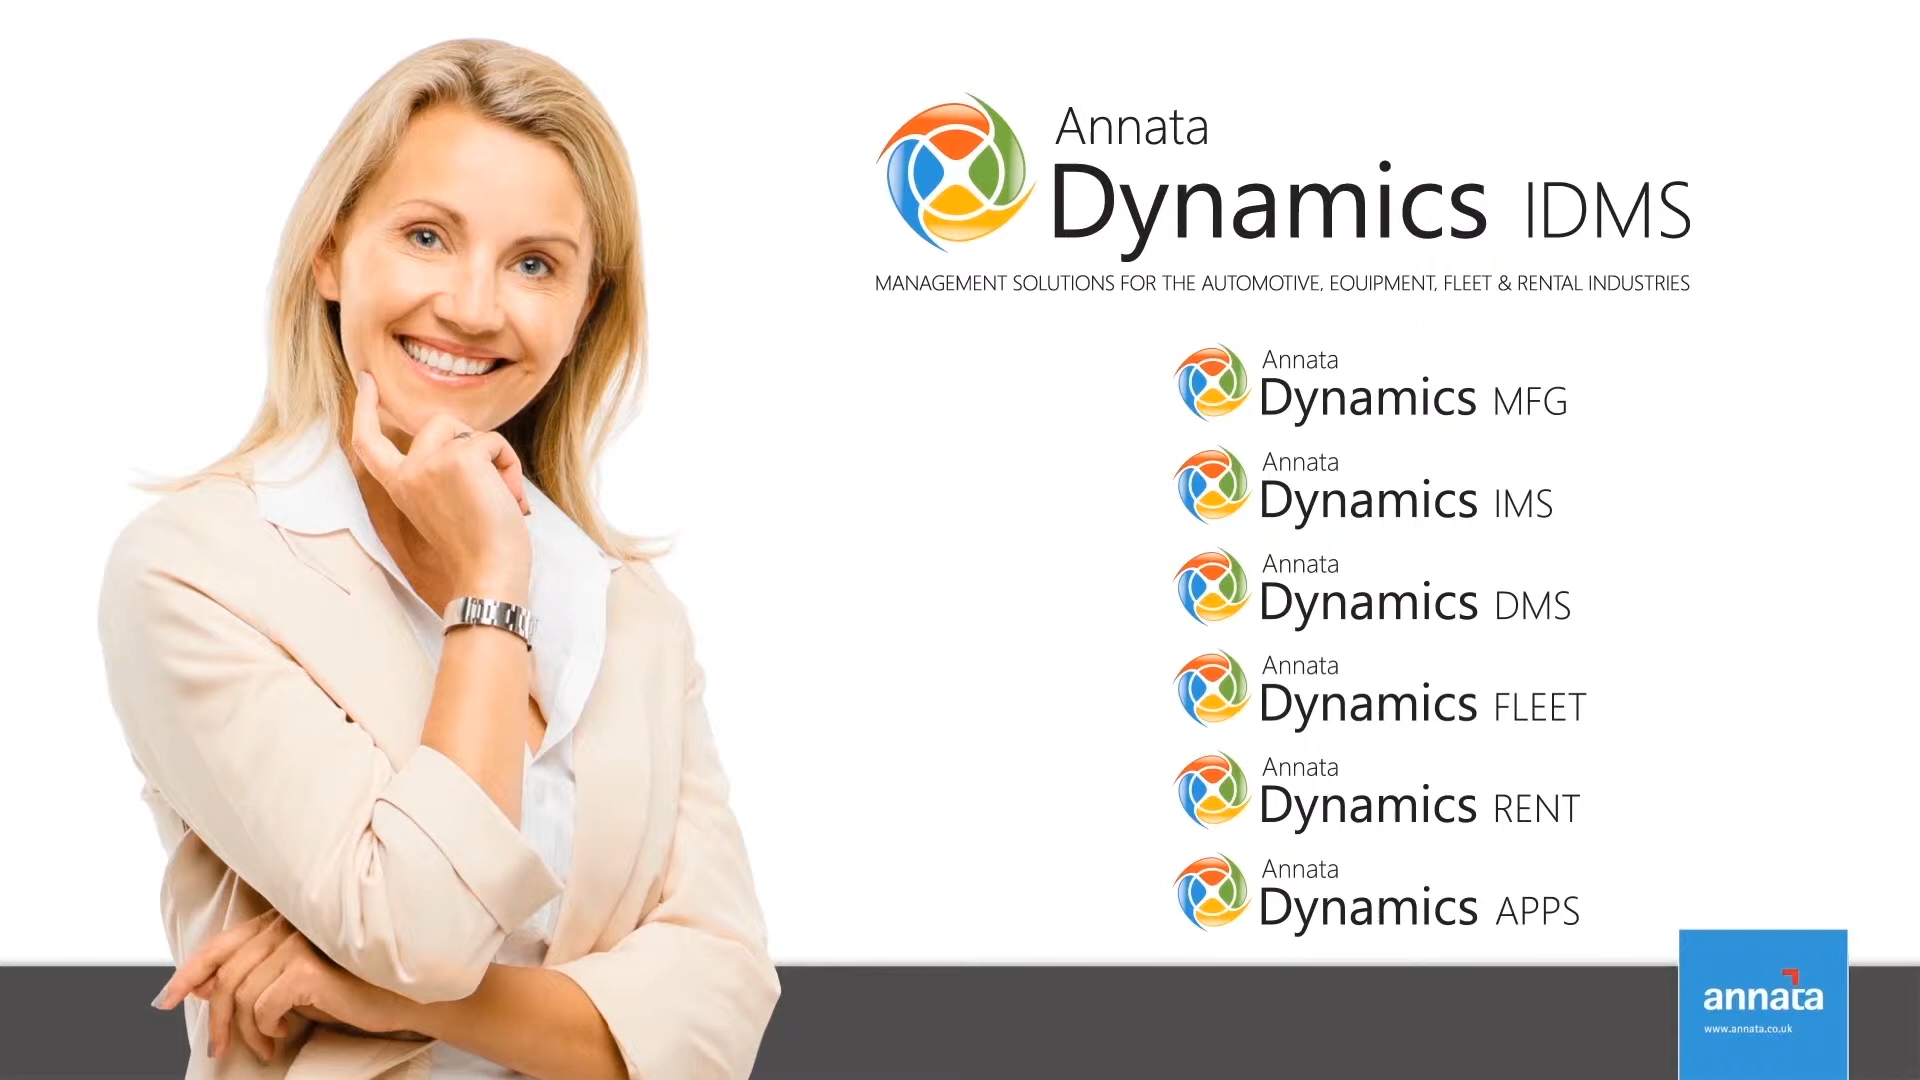 Annata
Dynamics IDMS
MANAGEMENT SOLUTIONS FOR THE AUTOMOTIVE, EQUIPMENT, FLEET & RENTAL INDUSTRIES
Annata
Dynamics MFG
Annata
Dynamics IMS
Annata
Dynamics DMS
Annata
Dynamics FLEET
Annata
Dynamics RENT
Annata
Dynamics APPS
annata
www.annata.co.uk